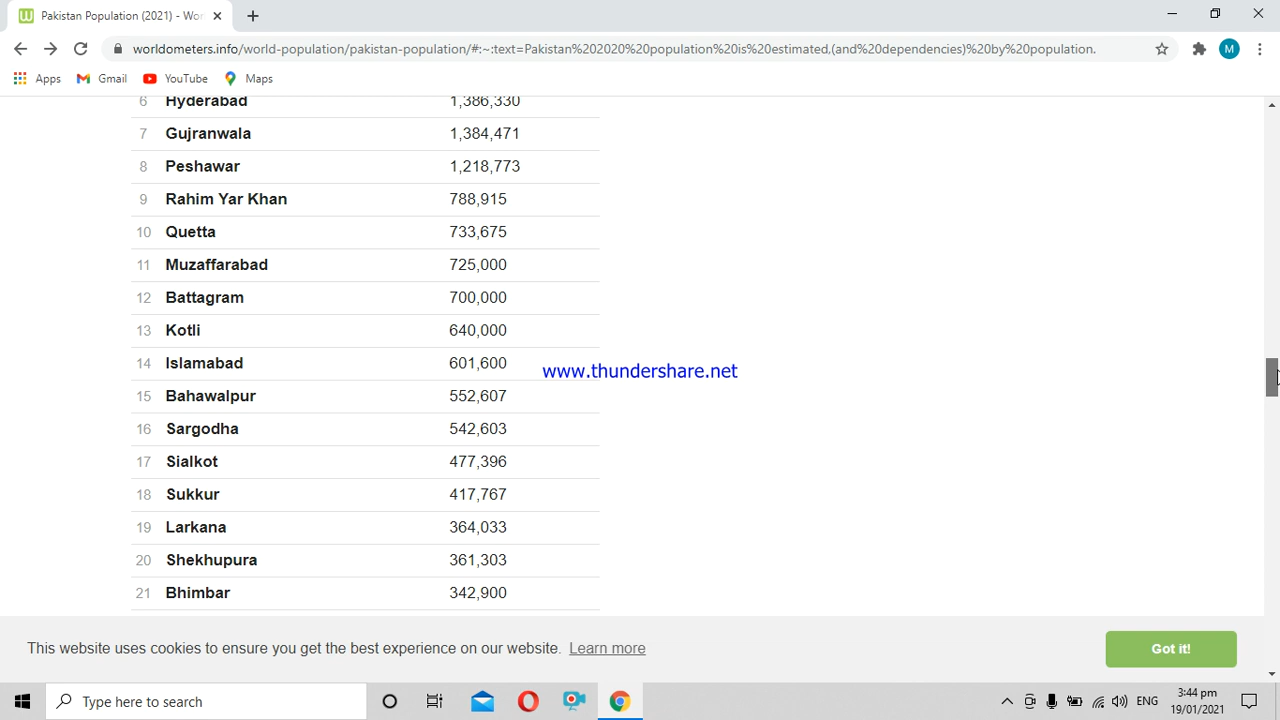 Pakistan Population (2021) - Wor
worldometers.info/world-population/pakistan-population/#:~:text=Pakistan%202020%20population%20is%20estimated,(and%20dependencies)%20by%20population.
M
Apps Gmail YouTube Maps
6 Hyderabad 1,386,330
7 Gujranwala 1,384,471
8 Peshawar 1,218,773
9 Rahim Yar Khan 788,915
10 Quetta 733,675
11 Muzaffarabad 725,000
12 Battagram 700,000
13 Kotli 640,000
14 Islamabad 601,600
www.thundershare.net
15 Bahawalpur 552,607
16 Sargodha 542,603
17 Sialkot 477,396
18 Sukkur 417,767
19 Larkana 364,033
20 Shekhupura 361,303
21 Bhimbar 342,900
This website uses cookies to ensure you get the best experience on our website. Learn more Got it!
Type here to search ENG 3:44 pm
19/01/2021